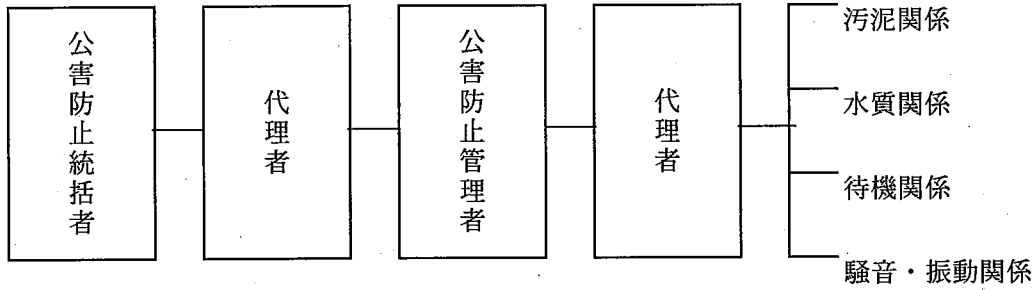 公害防止統括者
代理者
公害防止管理者
代理者
汚泥関係
水質関係
待機関係
騒音・振動関係